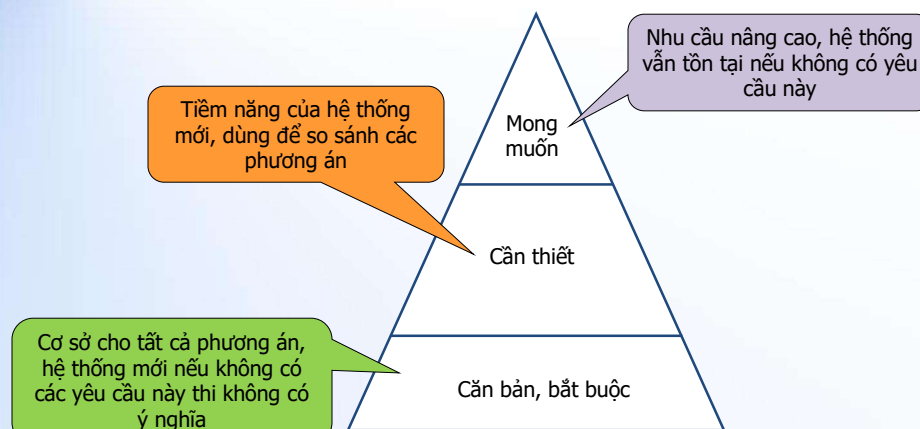 Nhu cầu nâng cao, hệ thống
vẫn tồn tại nếu không có yêu
cầu này
Tiềm năng của hệ thống
mới, dùng để so sánh các
phương án
Mong
muốn
Cần thiết
Cơ sở cho tất cả phương án,
hệ thống mới nếu không có
các yêu cầu này thi không có
ý nghĩa
Căn bản, bắt buộc